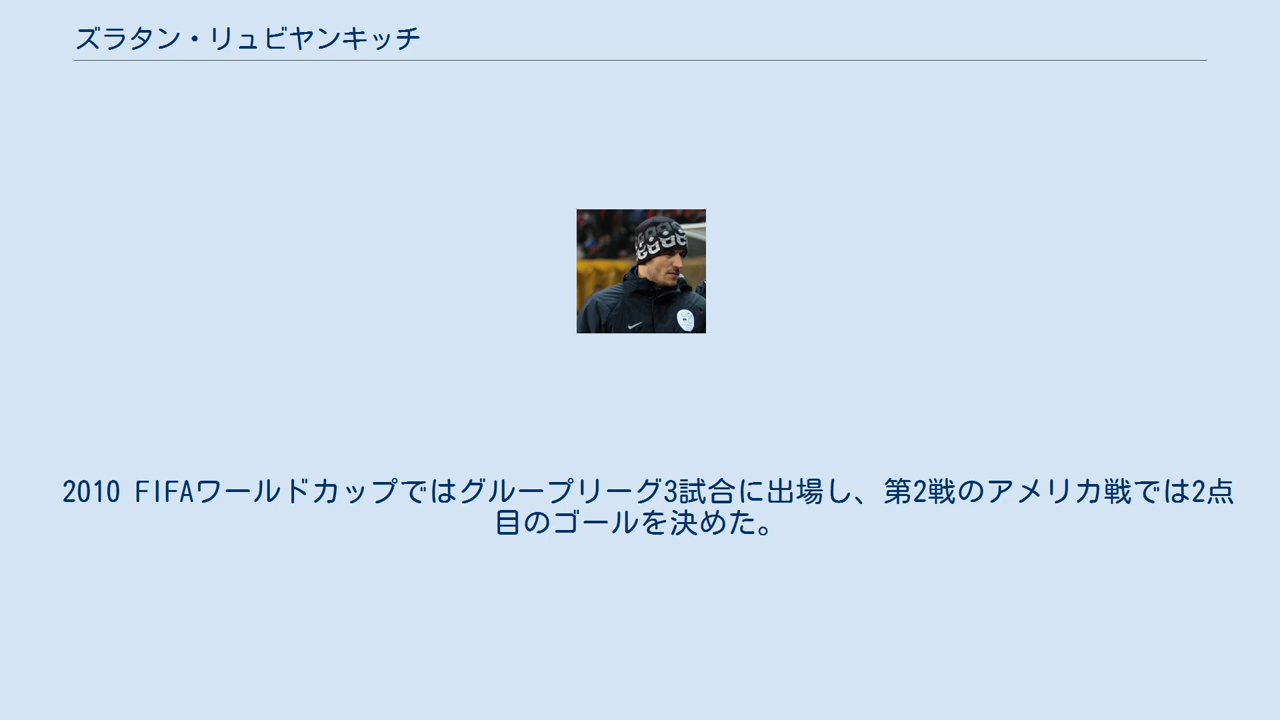 ズラタン・リュビヤンキッチ
2010 FIFAワールドカップではグループリーグ3試合に出場し、第2戦のアメリカ戦では2点
目のゴールを決めた。